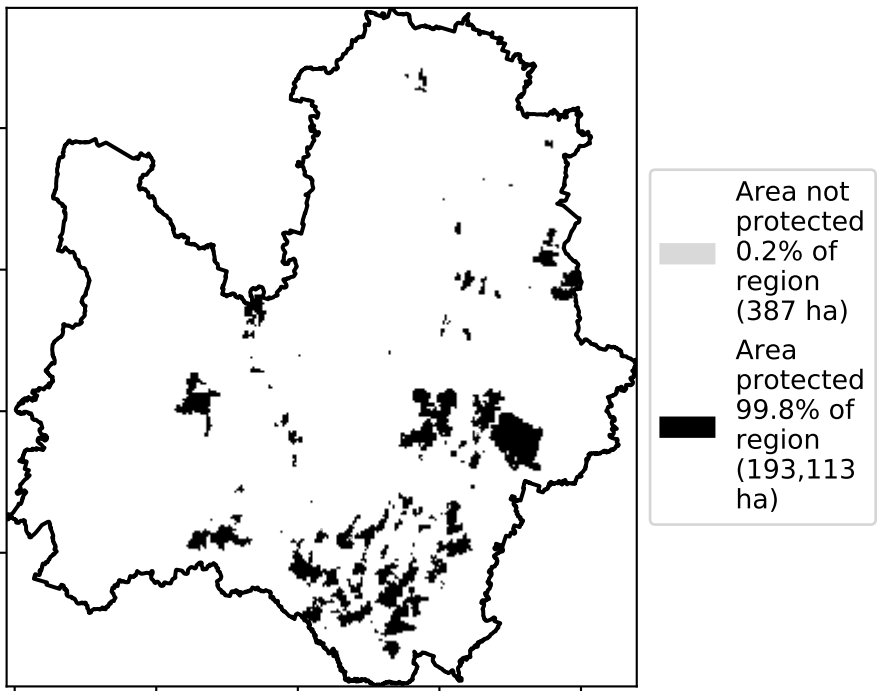 Area not
protected
0.2% of
region
(387 ha)
Area
protected
99.8% of
region
(193,113
ha)